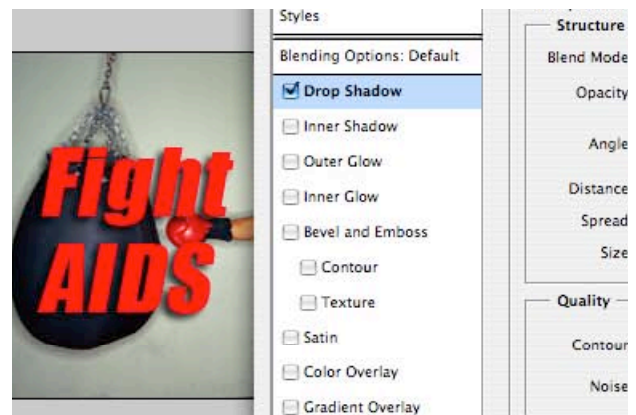 Fight
AIDS
Styles
Blending Options: Default
Drop Shadow
Inner Shadow
Outer Glow
Inner Glow
Bevel and Emboss
Contour
Texture
Satin
Color Overlay
Gradient Overlay
Structure
Blend Mode
Opacity
Angle
Distance
Spread
Size
Quality
Contour
Noise